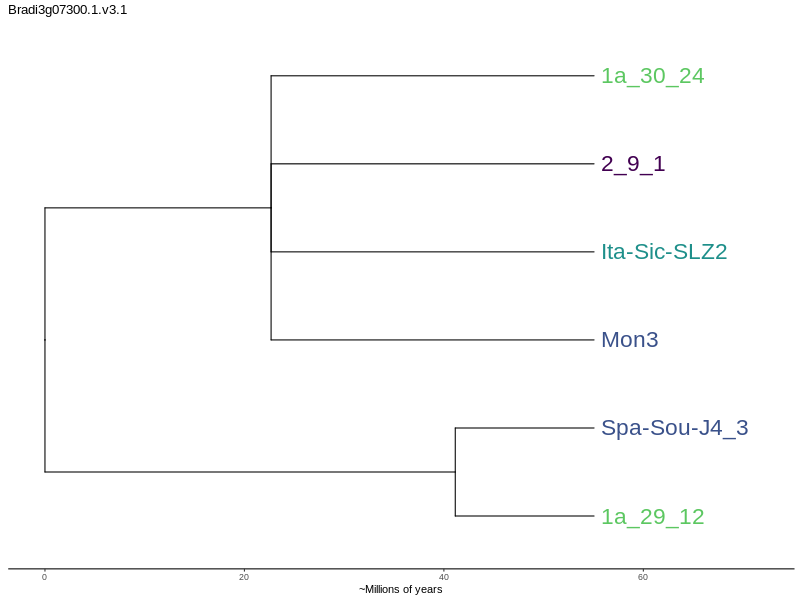 Bradi3g07300.1.v3.1
1a_30_24
2_9_1
Ita-Sic-SLZ2
Mon3
Spa-Sou-J4_3
1a_29_12
0 20 40 60
~Millions of years